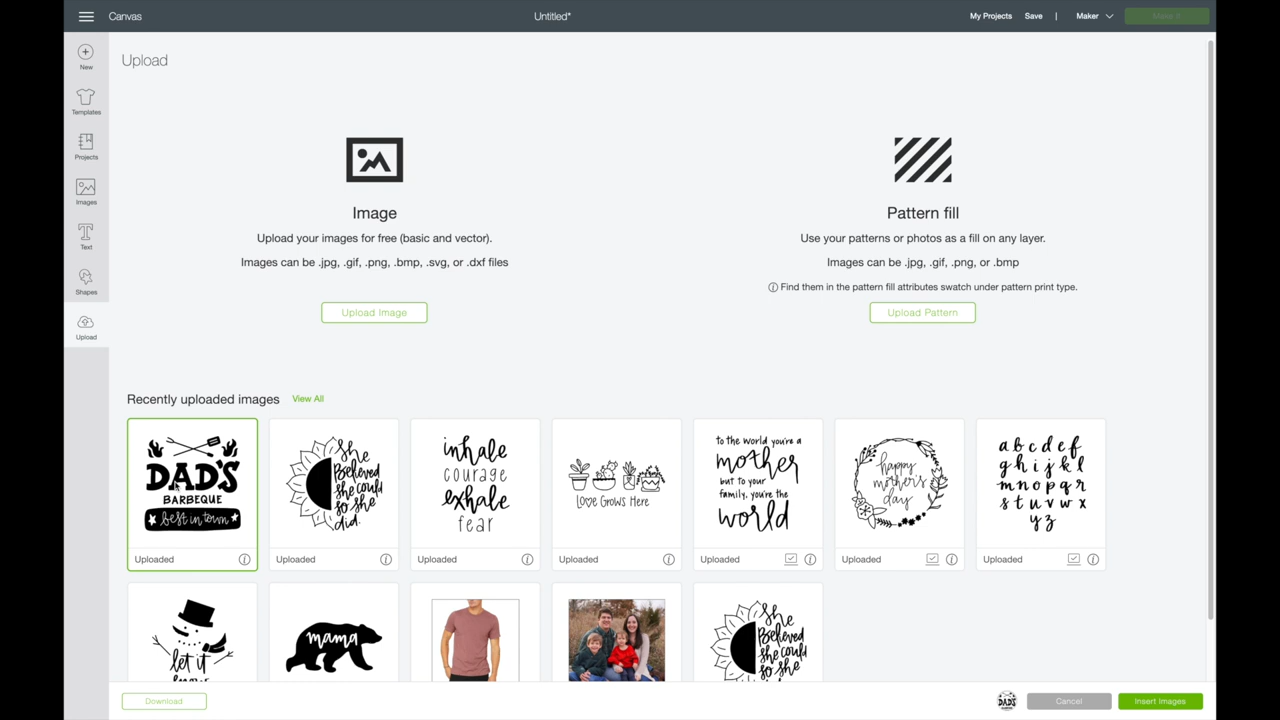 Canvas
Untitled*
My Projects
Save
|
Maker
Make It
New
Templates
Projects
Images
Text
Shapes
Upload
Upload
Image
Upload your images for free (basic and vector).
Images can be .jpg, .gif, .png, .bmp, .svg, or .dxf files
Upload Image
Pattern fill
Use your patterns or photos as a fill on any layer.
Images can be .jpg, .gif, .png, or .bmp
Find them in the pattern fill attributes swatch under pattern print type.
Upload Pattern
Recently uploaded images
View All
DAD'S
BARBEQUE
best in town
Uploaded
She
Believed
she could
so she
did.
Uploaded
inhale
courage
exhale
fear
Uploaded
Love Grows Here
Uploaded
to the world you're a
mother
but to your
family, you're the
world
Uploaded
happy
mother's
day
Uploaded
a b c d e f
g h i j k l
m n o p q r
s t u v w x
y z
Uploaded
let it
mama
She
Believed
she could
so she
Download
DAD'S
Cancel
Insert Images